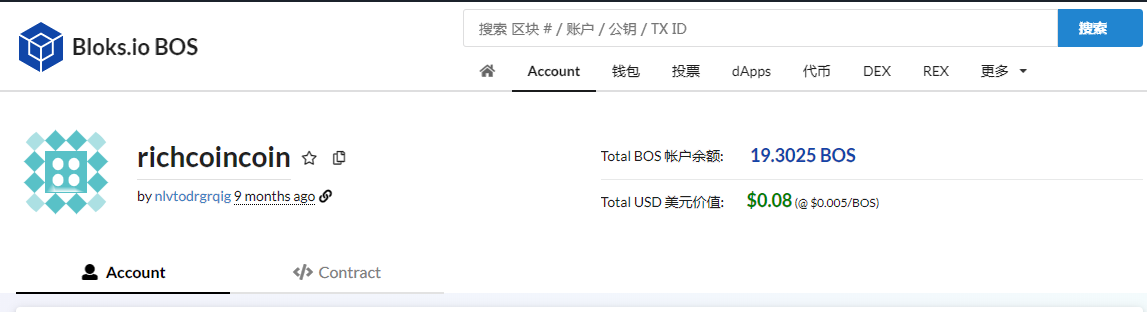 Bloks.io BOS
搜索 区块 # / 账户 / 公钥 / TX ID
搜索
Account 钱包 投票 dApps 代币 DEX REX 更多
richcoincoin
by nlvtodrgrqig 9 months ago
Total BOS 帐户余额: 19.3025 BOS
Total USD 美元价值: $0.08 (@ $0.005/BOS)
Account
Contract